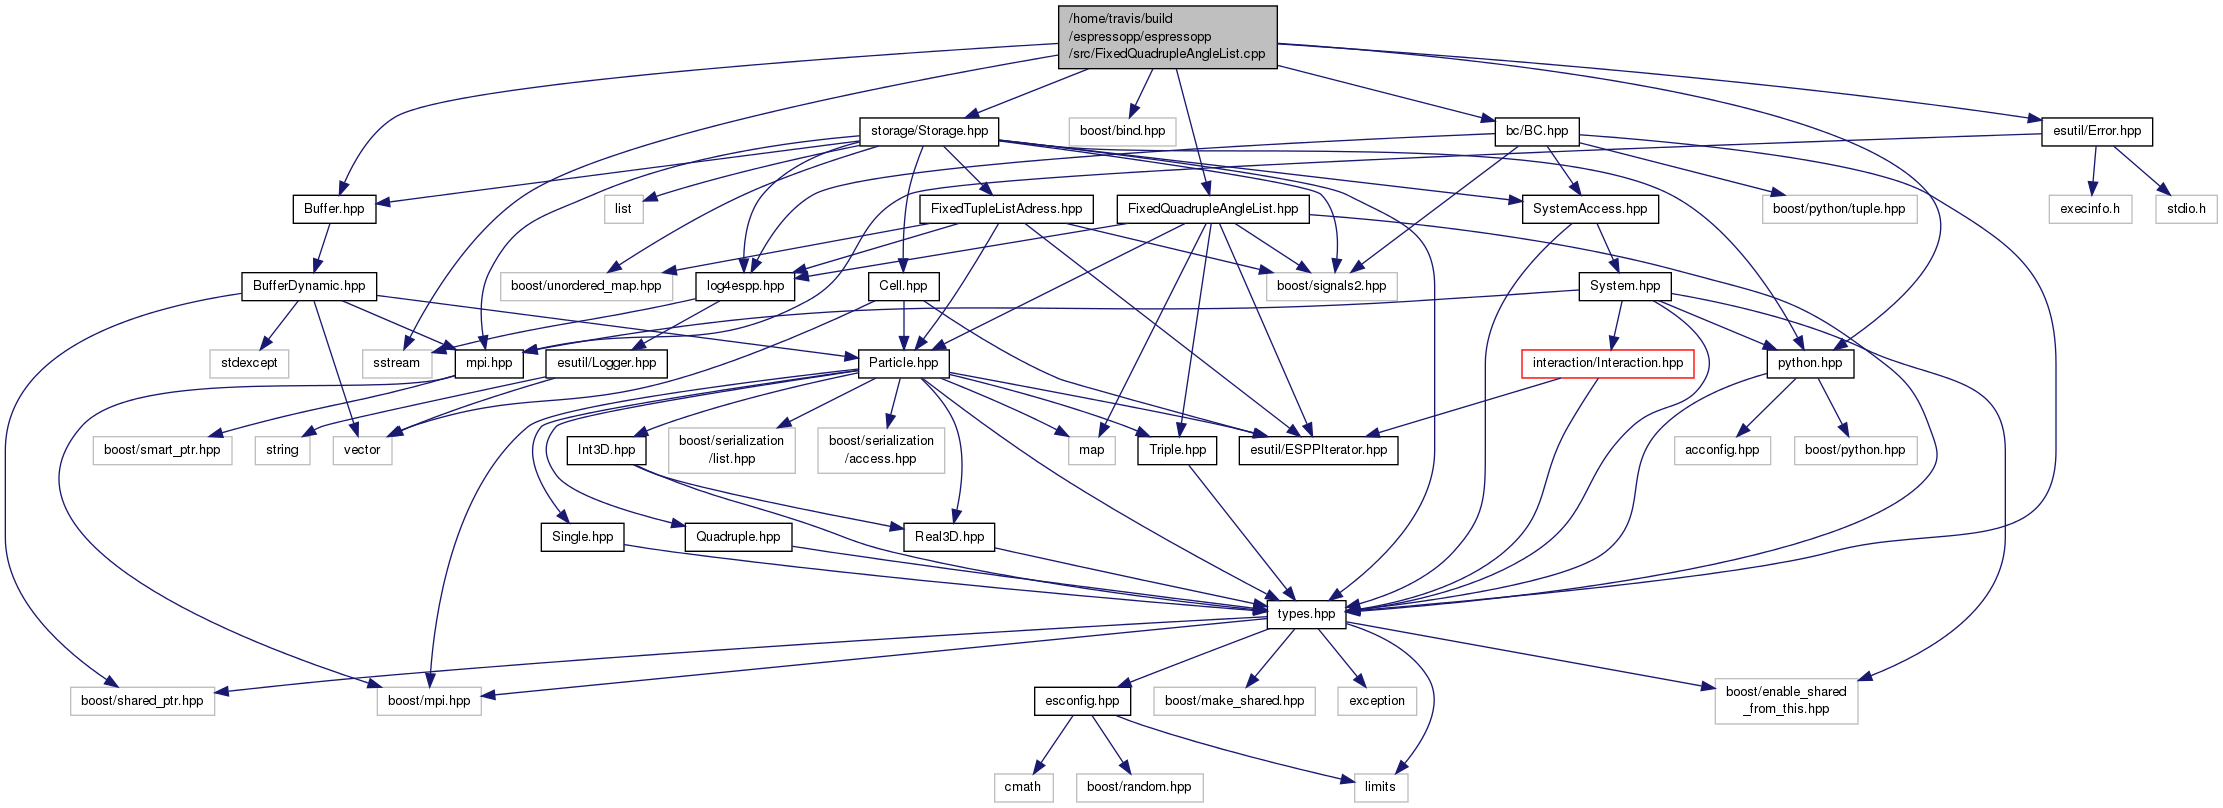 /home/travis/build
/espressopp/espressopp
/src/FixedQuadrupleAngleList.cpp
storage/Storage.hpp
boost/bind.hpp
bc/BC.hpp
esutil/Error.hpp
Buffer.hpp
list
FixedTupleListAdress.hpp
FixedQuadrupleAngleList.hpp
SystemAccess.hpp
boost/python/tuple.hpp
execinfo.h
stdio.h
BufferDynamic.hpp
boost/unordered_map.hpp
log4espp.hpp
Cell.hpp
boost/signals2.hpp
System.hpp
stdexcept
sstream
mpi.hpp
esutil/Logger.hpp
Particle.hpp
interaction/Interaction.hpp
python.hpp
boost/smart_ptr.hpp
string
vector
Int3D.hpp
boost/serialization
/list.hpp
boost/serialization
/access.hpp
map
Triple.hpp
esutil/ESPPIterator.hpp
acconfig.hpp
boost/python.hpp
Single.hpp
Quadruple.hpp
Real3D.hpp
types.hpp
boost/shared_ptr.hpp
boost/mpi.hpp
esconfig.hpp
boost/make_shared.hpp
exception
boost/enable_shared
_from_this.hpp
cmath
boost/random.hpp
limits